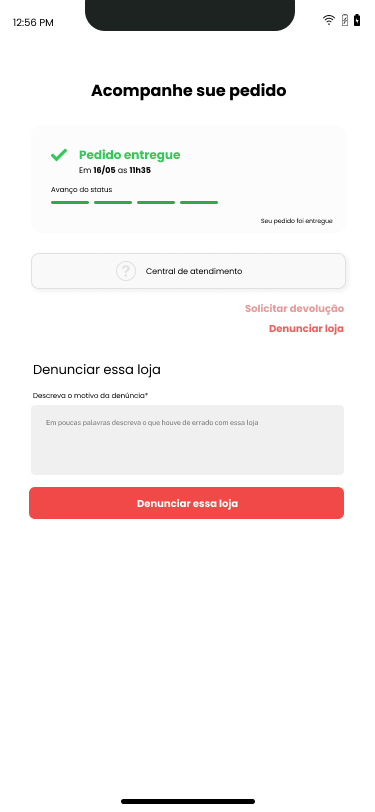 12:56 PM
Acompanhe sue pedido
Pedido entregue
Em 16/05 as 11h35
Avanço do status
Seu pedido foi entregue
? Central de atendimento
Solicitar devolução
Denunciar loja
Denunciar essa loja
Descreva o motivo da denúncia*
Em poucas palavras descreva o que houve de errado com essa loja
Denunciar essa loja